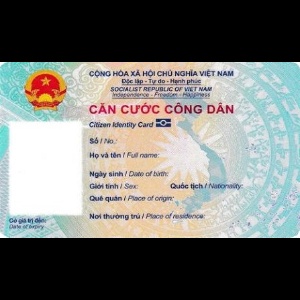 CỘNG HÒA XÃ HỘI CHỦ NGHĨA VIỆT NAM
Độc lập - Tự do - Hạnh phúc
SOCIALIST REPUBLIC OF VIET NAM
Independence - Freedom - Happiness
CĂN CƯỚC CÔNG DÂN
Citizen Identity Card
Số / No.:
Họ và tên / Full name:
Ngày sinh / Date of birth:
Giới tính / Sex: Quốc tịch / Nationality:
Quê quán / Place of origin:
Nơi thường trú / Place of residence:
Có giá trị đến:
Date of expiry